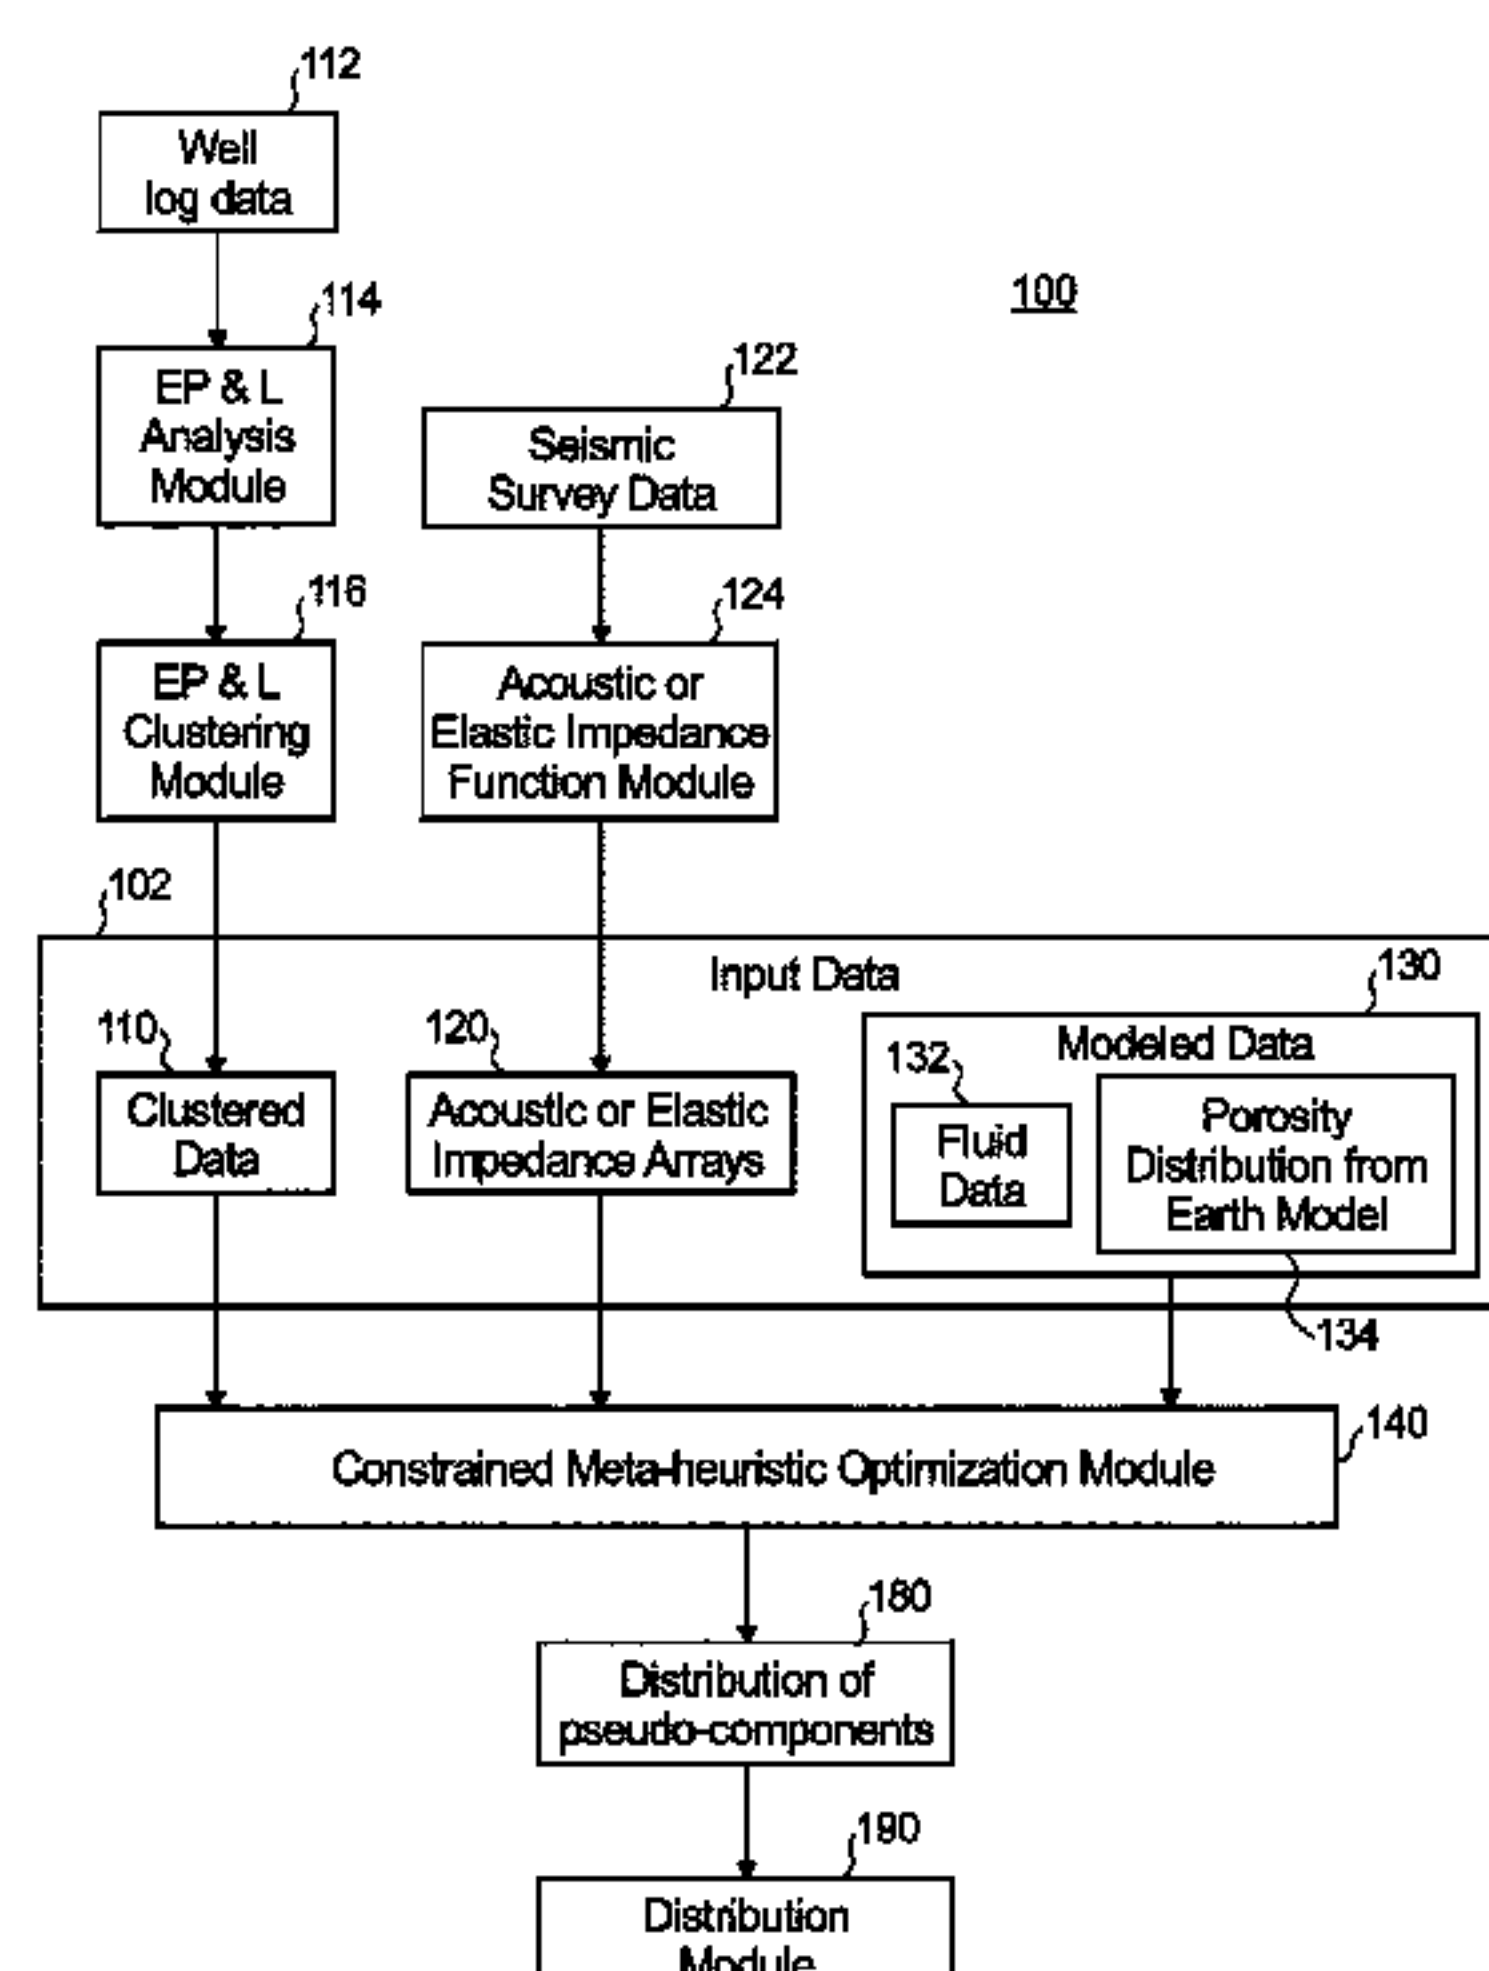 112
Well
log data
100
114
EP & L
Analysis
Module
122
Seismic
Survey Data
116
EP & L
Clustering
Module
124
Acoustic or
Elastic Impedance
Function Module
102
Input Data
110
Clustered
Data
120
Acoustic or Elastic
Impedance Arrays
130
Modeled Data
132
Fluid
Data
Porosity
Distribution from
Earth Model
134
140
Constrained Meta-heuristic Optimization Module
180
Distribution of
pseudo-components
190
Distribution
Module